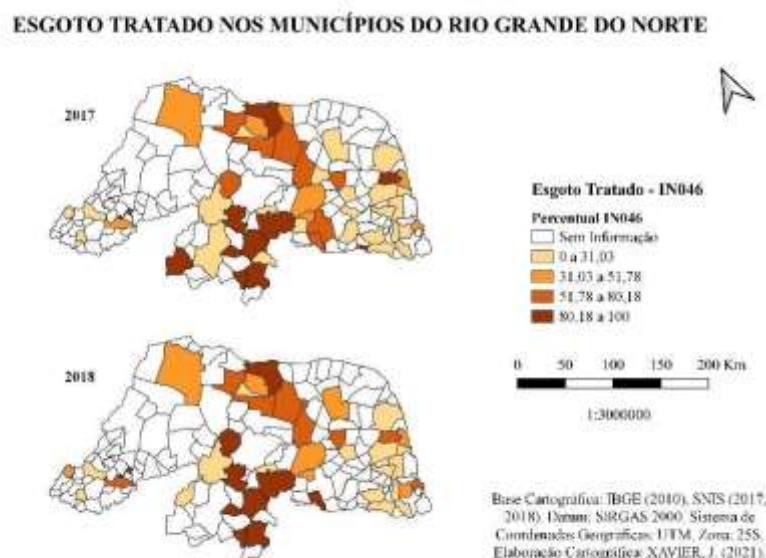 ESGOTO TRATADO NOS MUNICÍPIOS DO RIO GRANDE DO NORTE
2017
2018
Esgoto Tratado - IN046
Percentual IN046
Sem Informação
0 a 31,03
31,03 a 51,78
51,78 a 80,18
80,18 a 100
0 50 100 150 200 Km
1:3000000
Base Cartográfica: IBGE (2010), SNIS (2017,
2018). Datum: SIRGAS 2000. Sistema de
Coordenadas Geográficas: UTM, Zona: 25S.
Elaboração Cartográfica: XAVIER, J. (2021).